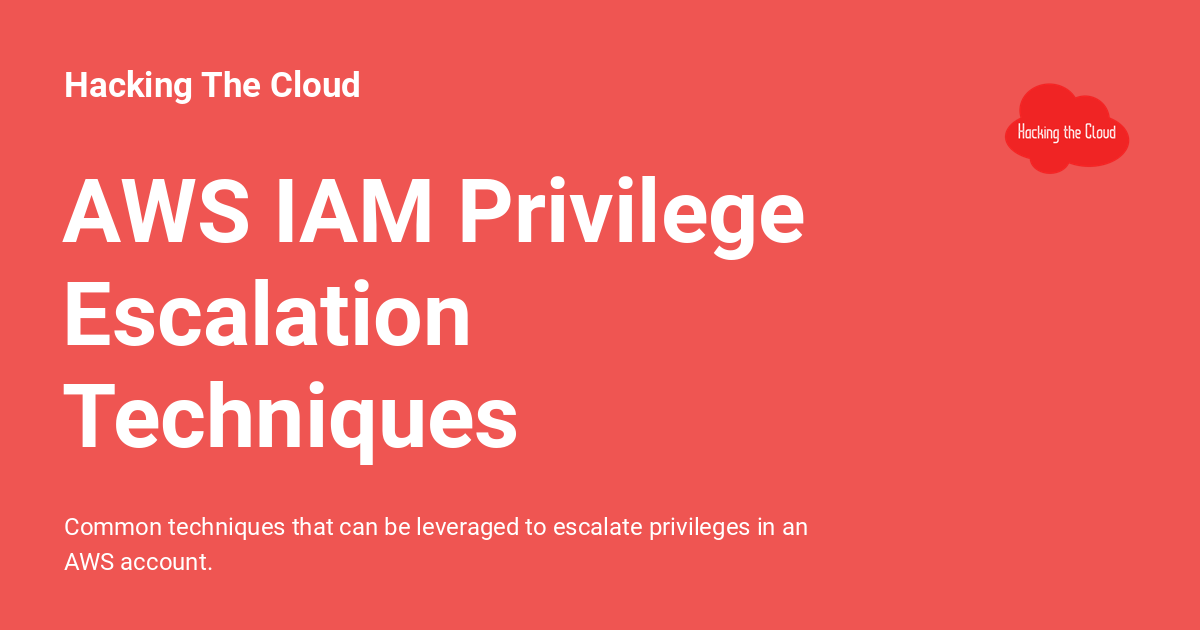 Hacking The Cloud
Hacking the Cloud
AWS IAM Privilege
Escalation
Techniques
Common techniques that can be leveraged to escalate privileges in an
AWS account.